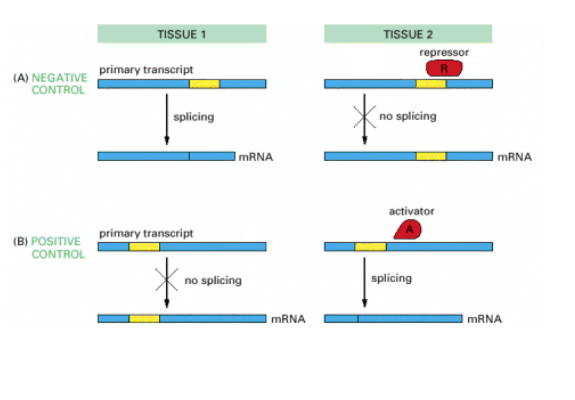 TISSUE 1
TISSUE 2
repressor
R
(A) NEGATIVE
CONTROL
primary transcript
splicing
no splicing
mRNA
mRNA
activator
A
(B) POSITIVE
CONTROL
primary transcript
no splicing
splicing
mRNA
mRNA